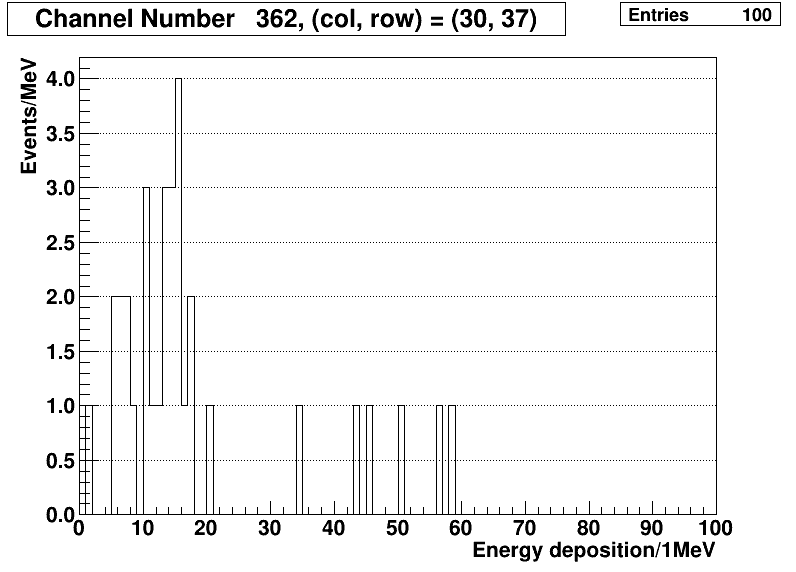 Channel Number 362, (col, row) = (30, 37)
Entries 100
Events/MeV
4.0
3.5
3.0
2.5
2.0
1.5
1.0
0.5
0.0
0 10 20 30 40 50 60 70 80 90 100
Energy deposition/1MeV